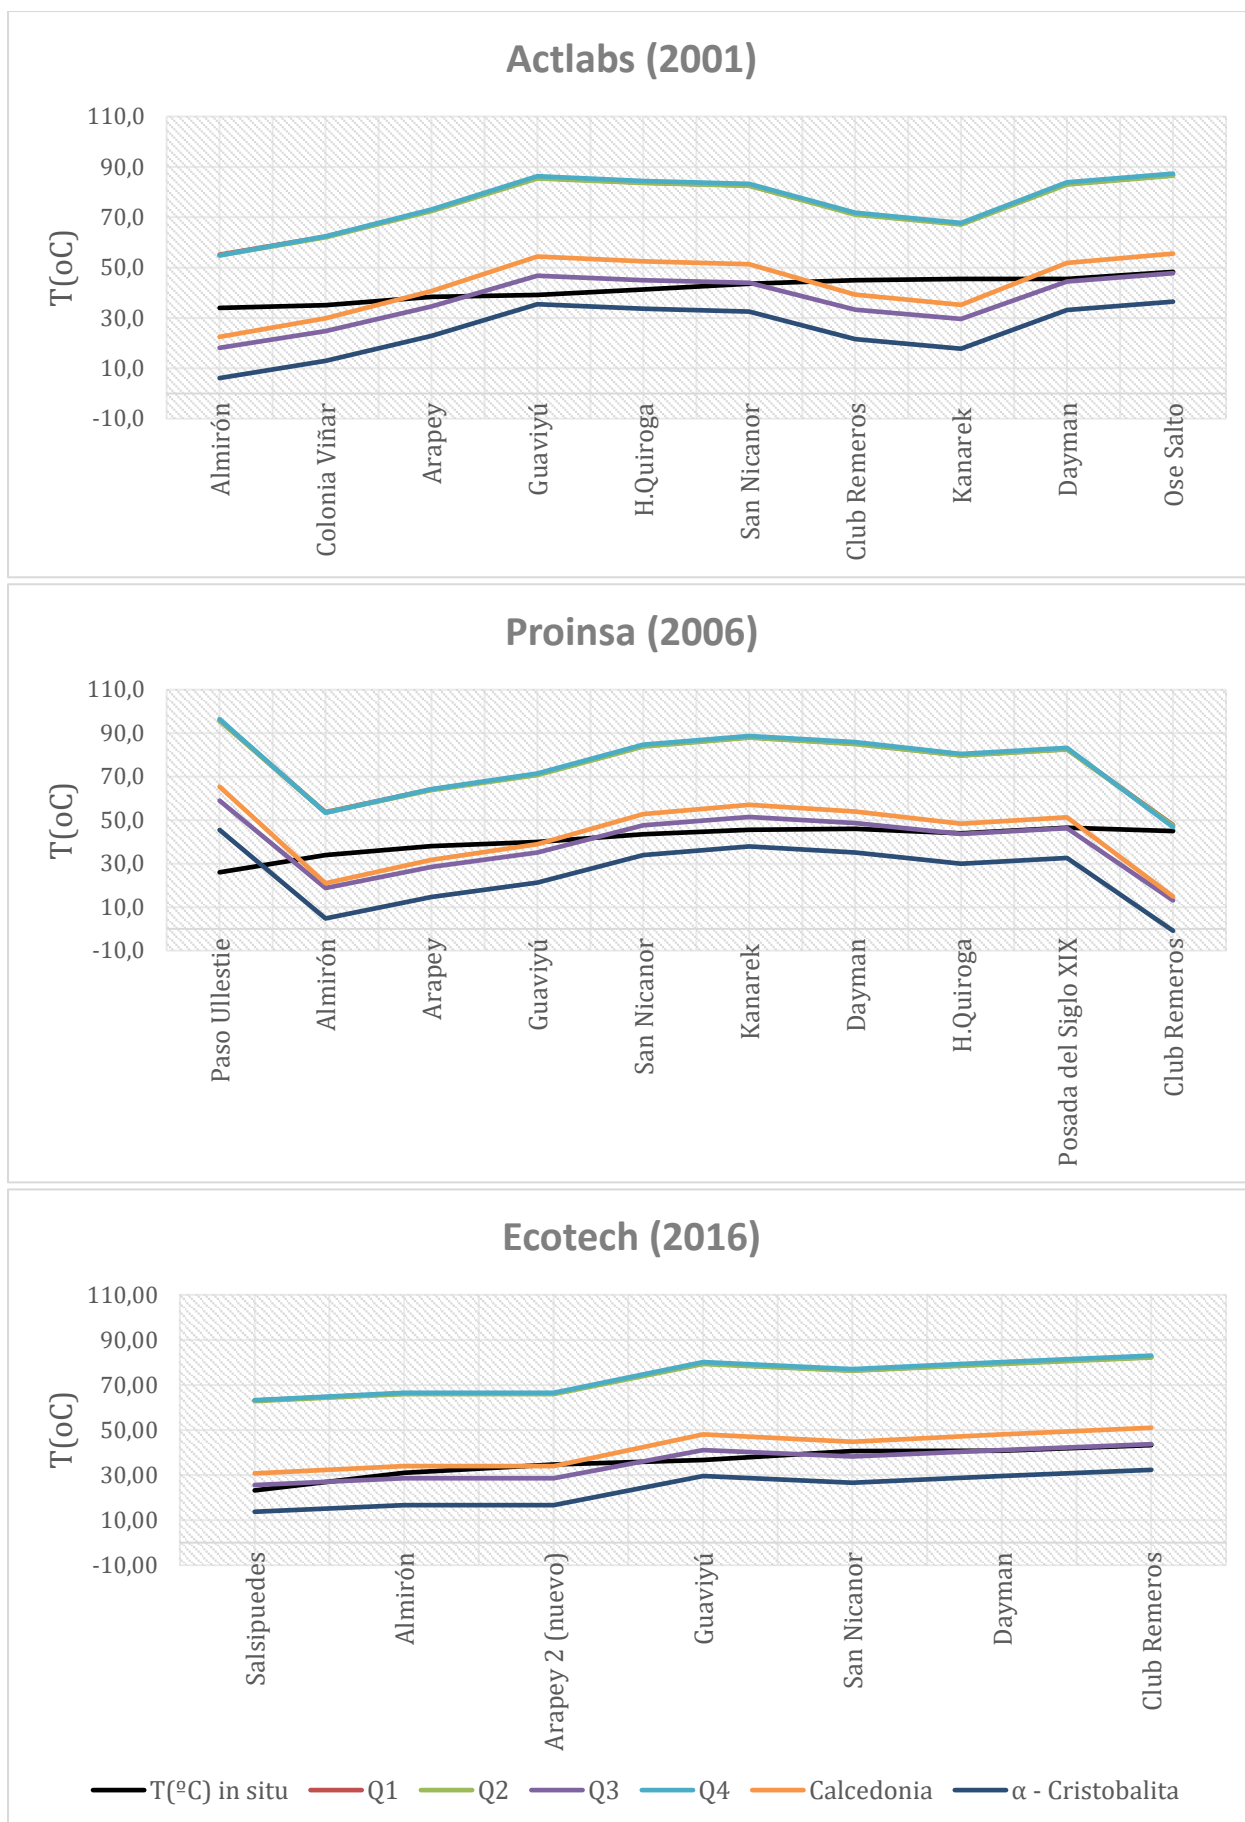 Actlabs (2001)
T(oC)
110,0
90,0
70,0
50,0
30,0
10,0
-10,0
Almirón
Colonia Viñar
Arapey
Guaviyú
H.Quiroga
San Nicanor
Club Remeros
Kanarek
Dayman
Ose Salto
Proinsa (2006)
T(oC)
110,0
90,0
70,0
50,0
30,0
10,0
-10,0
Paso Ullestie
Almirón
Arapey
Guaviyú
San Nicanor
Kanarek
Dayman
H.Quiroga
Posada del Siglo XIX
Club Remeros
Ecotech (2016)
T(oC)
110,00
90,00
70,00
50,00
30,00
10,00
-10,00
Salsipuedes
Almirón
Arapey 2 (nuevo)
Guaviyú
San Nicanor
Dayman
Club Remeros
T(ºC) in situ Q1 Q2 Q3 Q4 Calcedonia α - Cristobalita